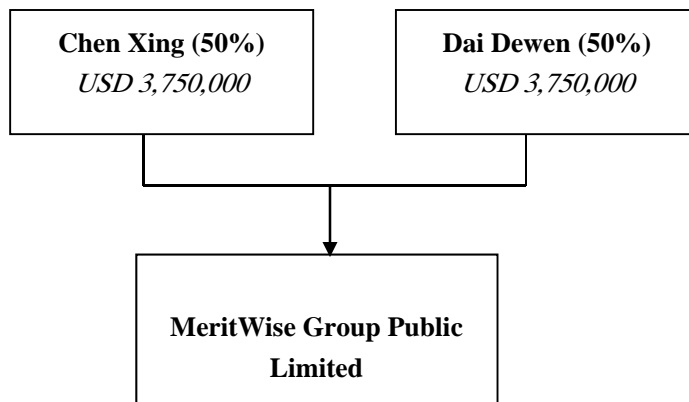 Chen Xing (50%)
USD 3,750,000
Dai Dewen (50%)
USD 3,750,000
MeritWise Group Public
Limited